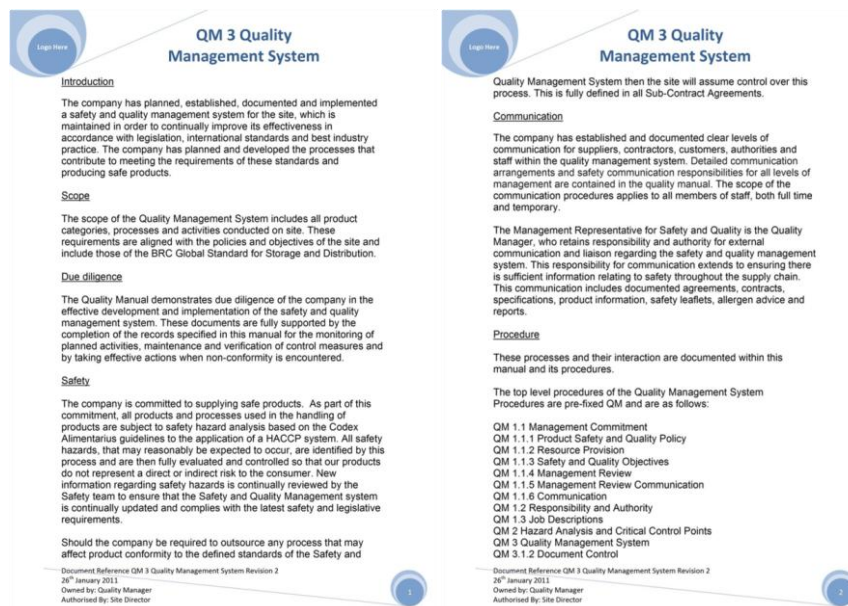 Logo Here
QM 3 Quality
Management System
Introduction
The company has planned, established, documented and implemented
a safety and quality management system for the site, which is
maintained in order to continually improve its effectiveness in
accordance with legislation, international standards and best industry
practice. The company has planned and developed the processes that
contribute to meeting the requirements of these standards and
producing safe products.
Scope
The scope of the Quality Management System includes all product
categories, processes and activities conducted on site. These
requirements are aligned with the policies and objectives of the site and
include those of the BRC Global Standard for Storage and Distribution.
Due diligence
The Quality Manual demonstrates due diligence of the company in the
effective development and implementation of the safety and quality
management system. These documents are fully supported by the
completion of the records specified in this manual for the monitoring of
planned activities, maintenance and verification of control measures and
by taking effective actions when non-conformity is encountered.
Safety
The company is committed to supplying safe products. As part of this
commitment, all products and processes used in the handling of
products are subject to safety hazard analysis based on the Codex
Alimentarius guidelines to the application of a HACCP system. All safety
hazards, that may reasonably be expected to occur, are identified by this
process and are then fully evaluated and controlled so that our products
do not represent a direct or indirect risk to the consumer. New
information regarding safety hazards is continually reviewed by the
Safety team to ensure that the Safety and Quality Management system
is continually updated and complies with the latest safety and legislative
requirements.
Should the company be required to outsource any process that may
affect product conformity to the defined standards of the Safety and
Document Reference QM 3 Quality Management System Revision 2
26th January 2011
Owned by: Quality Manager
Authorised By: Site Director
1
Logo Here
QM 3 Quality
Management System
Quality Management System then the site will assume control over this
process. This is fully defined in all Sub-Contract Agreements.
Communication
The company has established and documented clear levels of
communication for suppliers, contractors, customers, authorities and
staff within the quality management system. Detailed communication
arrangements and safety communication responsibilities for all levels of
management are contained in the quality manual. The scope of the
communication procedures applies to all members of staff, both full time
and temporary.
The Management Representative for Safety and Quality is the Quality
Manager, who retains responsibility and authority for external
communication and liaison regarding the safety and quality management
system. This responsibility for communication extends to ensuring there
is sufficient information relating to safety throughout the supply chain.
This communication includes documented agreements, contracts,
specifications, product information, safety leaflets, allergen advice and
reports.
Procedure
These processes and their interaction are documented within this
manual and its procedures.
The top level procedures of the Quality Management System
Procedures are pre-fixed QM and are as follows:
QM 1.1 Management Commitment
QM 1.1.1 Product Safety and Quality Policy
QM 1.1.2 Resource Provision
QM 1.1.3 Safety and Quality Objectives
QM 1.1.4 Management Review
QM 1.1.5 Management Review Communication
QM 1.1.6 Communication
QM 1.2 Responsibility and Authority
QM 1.3 Job Descriptions
QM 2 Hazard Analysis and Critical Control Points
QM 3 Quality Management System
QM 3.1.2 Document Control
Document Reference QM 3 Quality Management System Revision 2
26th January 2011
Owned by: Quality Manager
Authorised By: Site Director
2